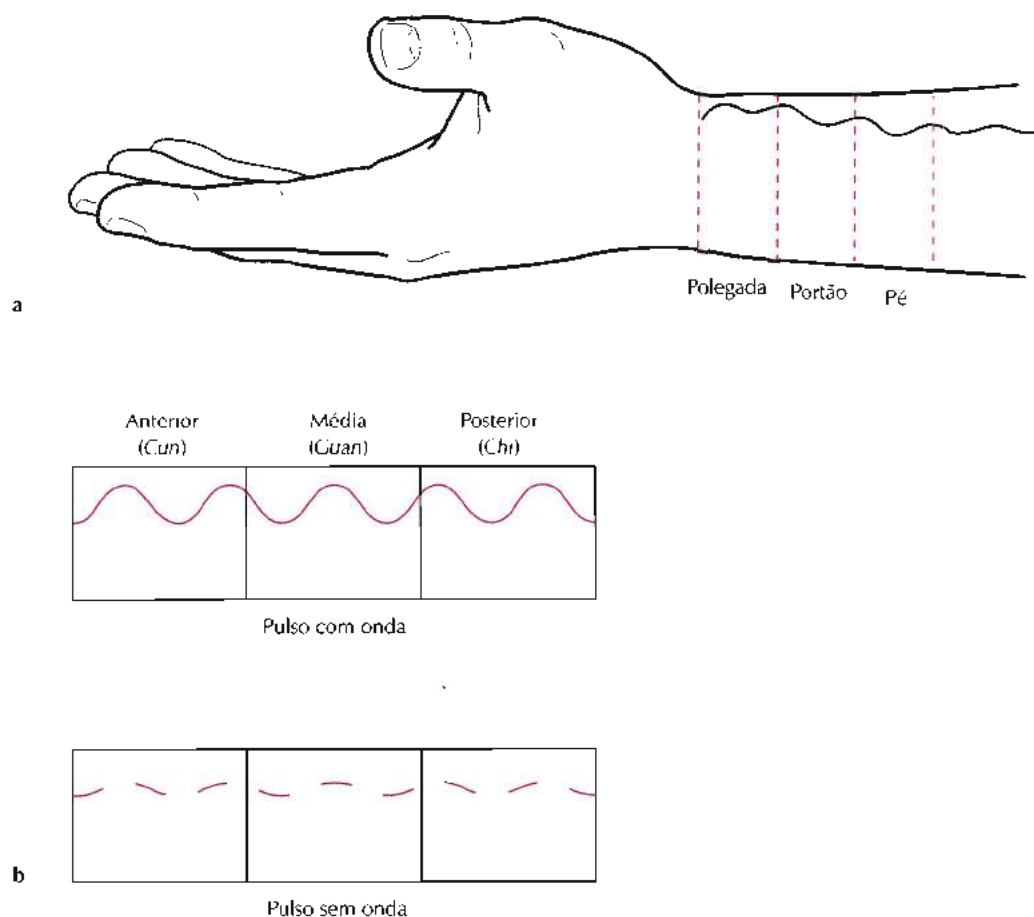 Polegada Portão Pé
a
Anterior Média Posterior
(Cun) (Guan) (Chi)
Pulso com onda
b
Pulso sem onda